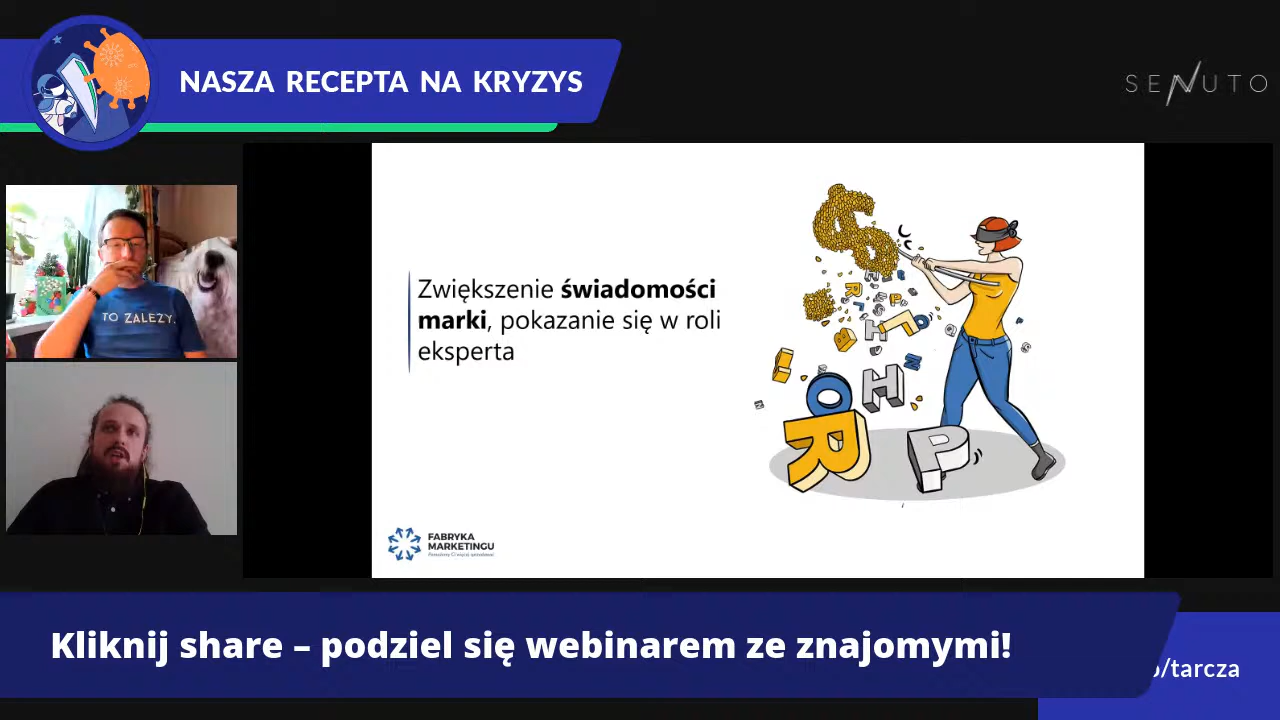 NASZA RECEPTA NA KRYZYS
SENUTO
TO ZALEŻY.
Zwiększenie świadomości
marki, pokazanie się w roli
eksperta
FABRYKA
MARKETINGU
Kliknij share – podziel się webinarem ze znajomymi!
/tarcza